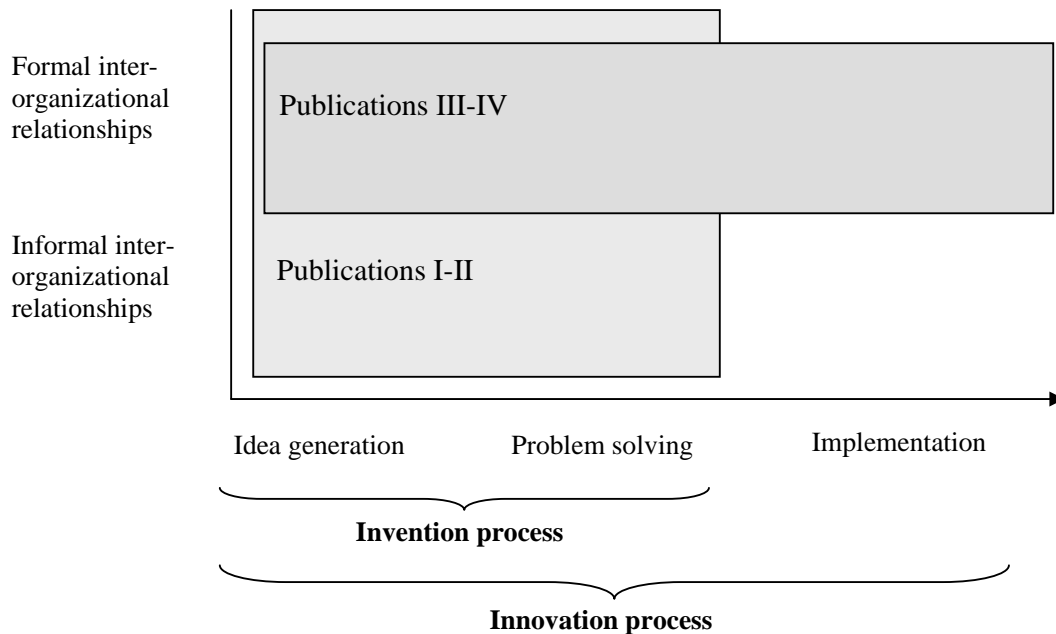 Formal inter-
organizational
relationships
Publications III-IV
Informal inter-
organizational
relationships
Publications I-II
Idea generation
Problem solving
Implementation
Invention process
Innovation process